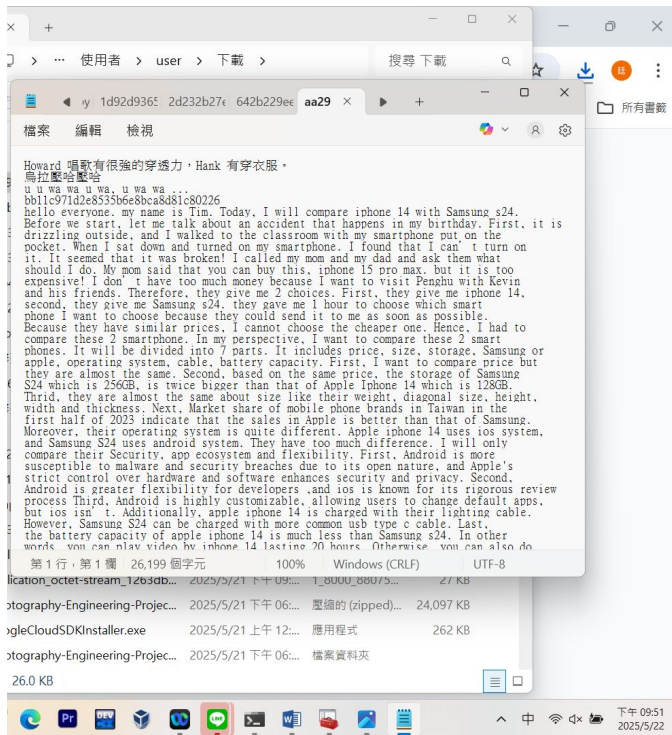 … 使用者 > user > 下載 >
搜尋 下載
所有書籤
1d92d9365 2d232b27 642b229ee aa29
檔案 編輯 檢視
Howard 唱歌有很強的穿透力，Hank 有穿衣服。
烏拉壓哈壓哈
u u wa wa u wa, u wa wa ...
bb11c971d2e8535b6e8bca8d81c80226
hello everyone. my name is Tim. Today, I will compare iphone 14 with Samsung s24.
Before we start, let me talk about an accident that happens in my birthday. First, it is
drizzling outside, and I walked to the classroom with my smartphone put on the
pocket. When I sat down and turned on my smartphone. I found that I can’t turn on
it. It seemed that it was broken! I called my mom and my dad and ask them what
should I do. My mom said that you can buy this, iphone 15 pro max. but it is too
expensive! I don’t have too much money because I want to visit Penghu with Kevin
and his friends. Therefore, they give me 2 choices. First, they give me iphone 14,
second, they give me Samsung s24. they gave me 1 hour to choose which smart
phone I want to choose because they could send it to me as soon as possible.
Because they have similar prices, I cannot choose the cheaper one. Hence, I had to
compare these 2 smartphone. In my perspective, I want to compare these 2 smart
phones. It will be divided into 7 parts. It includes price, size, storage, Samsung or
apple, operating system, cable, battery capacity. First, I want to compare price but
they are almost the same. Second, based on the same price, the storage of Samsung
S24 which is 256GB, is twice bigger than that of Apple Iphone 14 which is 128GB.
Thrid, they are almost the same about size like their weight, diagonal size, height,
width and thickness. Next, Market share of mobile phone brands in Taiwan in the
first half of 2023 indicate that the sales in Apple is better than that of Samsung.
Moreover, their operating system is quite different. Apple iphone 14 uses ios system,
and Samsung S24 uses android system. They have too much difference. I will only
compare their Security, app ecosystem and flexibility. First, Android is more
susceptible to malware and security breaches due to its open nature, and Apple's
strict control over hardware and software enhances security and privacy. Second,
Android is greater flexibility for developers ,and ios is known for its rigorous review
process Third, Android is highly customizable, allowing users to change default apps,
but ios isn’t. Additionally, apple iphone 14 is charged with their lighting cable.
However, Samsung S24 can be charged with more common usb type c cable. Last,
the battery capacity of apple iphone 14 is much less than Samsung s24. In other
words, you can play video by iphone 14 lasting 20 hours. Otherwise, you can also do
第 1 行，第 1 欄 26,199 個字元 100% Windows (CRLF) UTF-8
lication_octet-stream_1263db... 2025/5/21 下午 09:... 1_8000_88075... 27 KB
otography-Engineering-Projec... 2025/5/21 下午 06:... 壓縮的 (zipped)... 24,097 KB
ogleCloudSDKInstaller.exe 2025/5/21 上午 12:... 應用程式 262 KB
otography-Engineering-Projec... 2025/5/21 下午 06:... 檔案資料夾
26.0 KB
Pr LINE 中 下午 09:51
2025/5/22